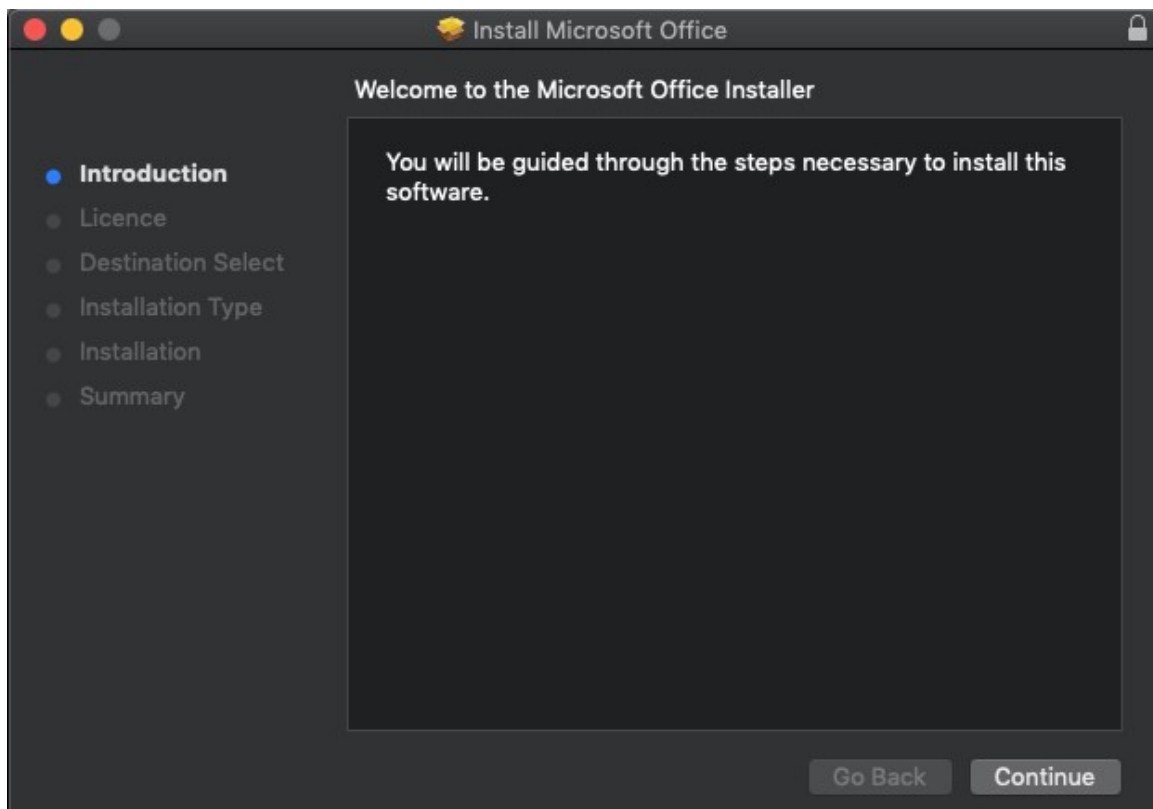 Install Microsoft Office
Welcome to the Microsoft Office Installer
Introduction
Licence
Destination Select
Installation Type
Installation
Summary
You will be guided through the steps necessary to install this
software.
Go Back
Continue